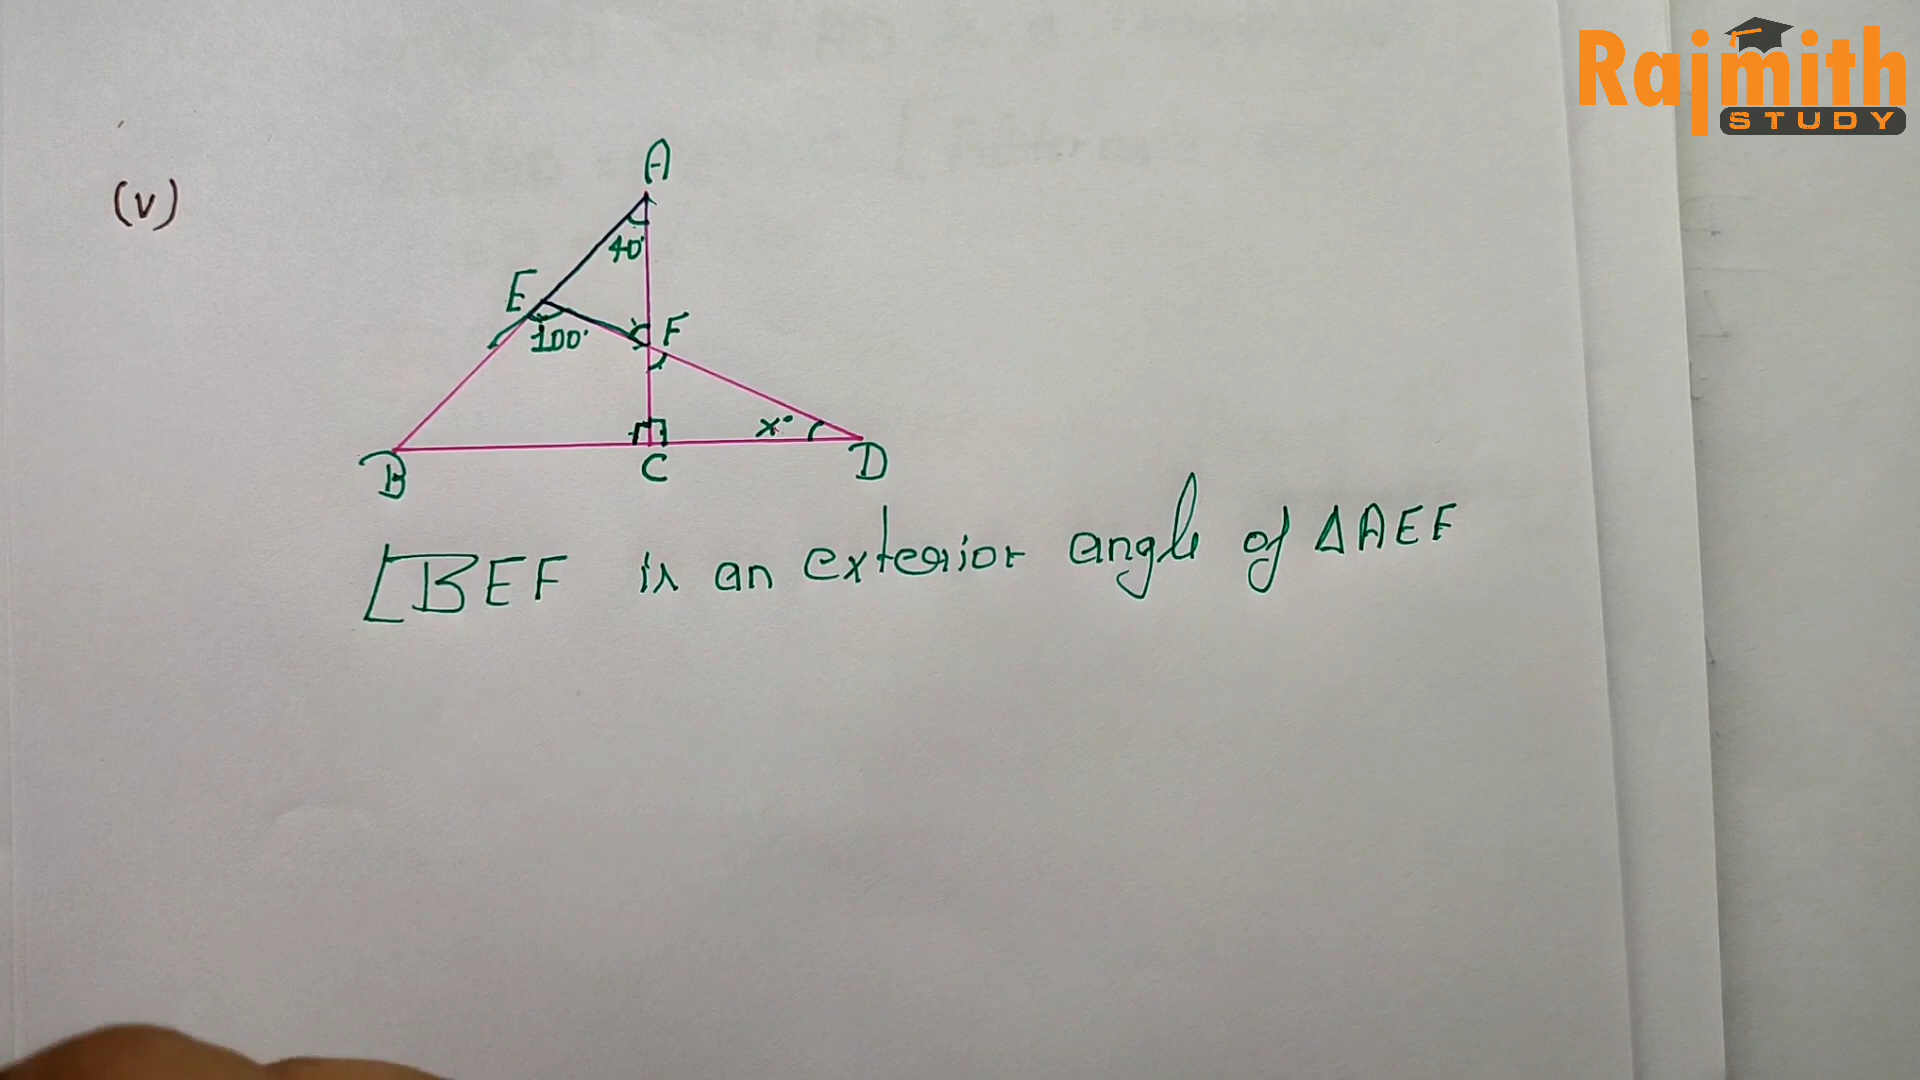 Rajmith
STUDY
(v)
A
40°
E
100°
F
x°
B
C
D
∠BEF is an exterior angle of ΔAEF